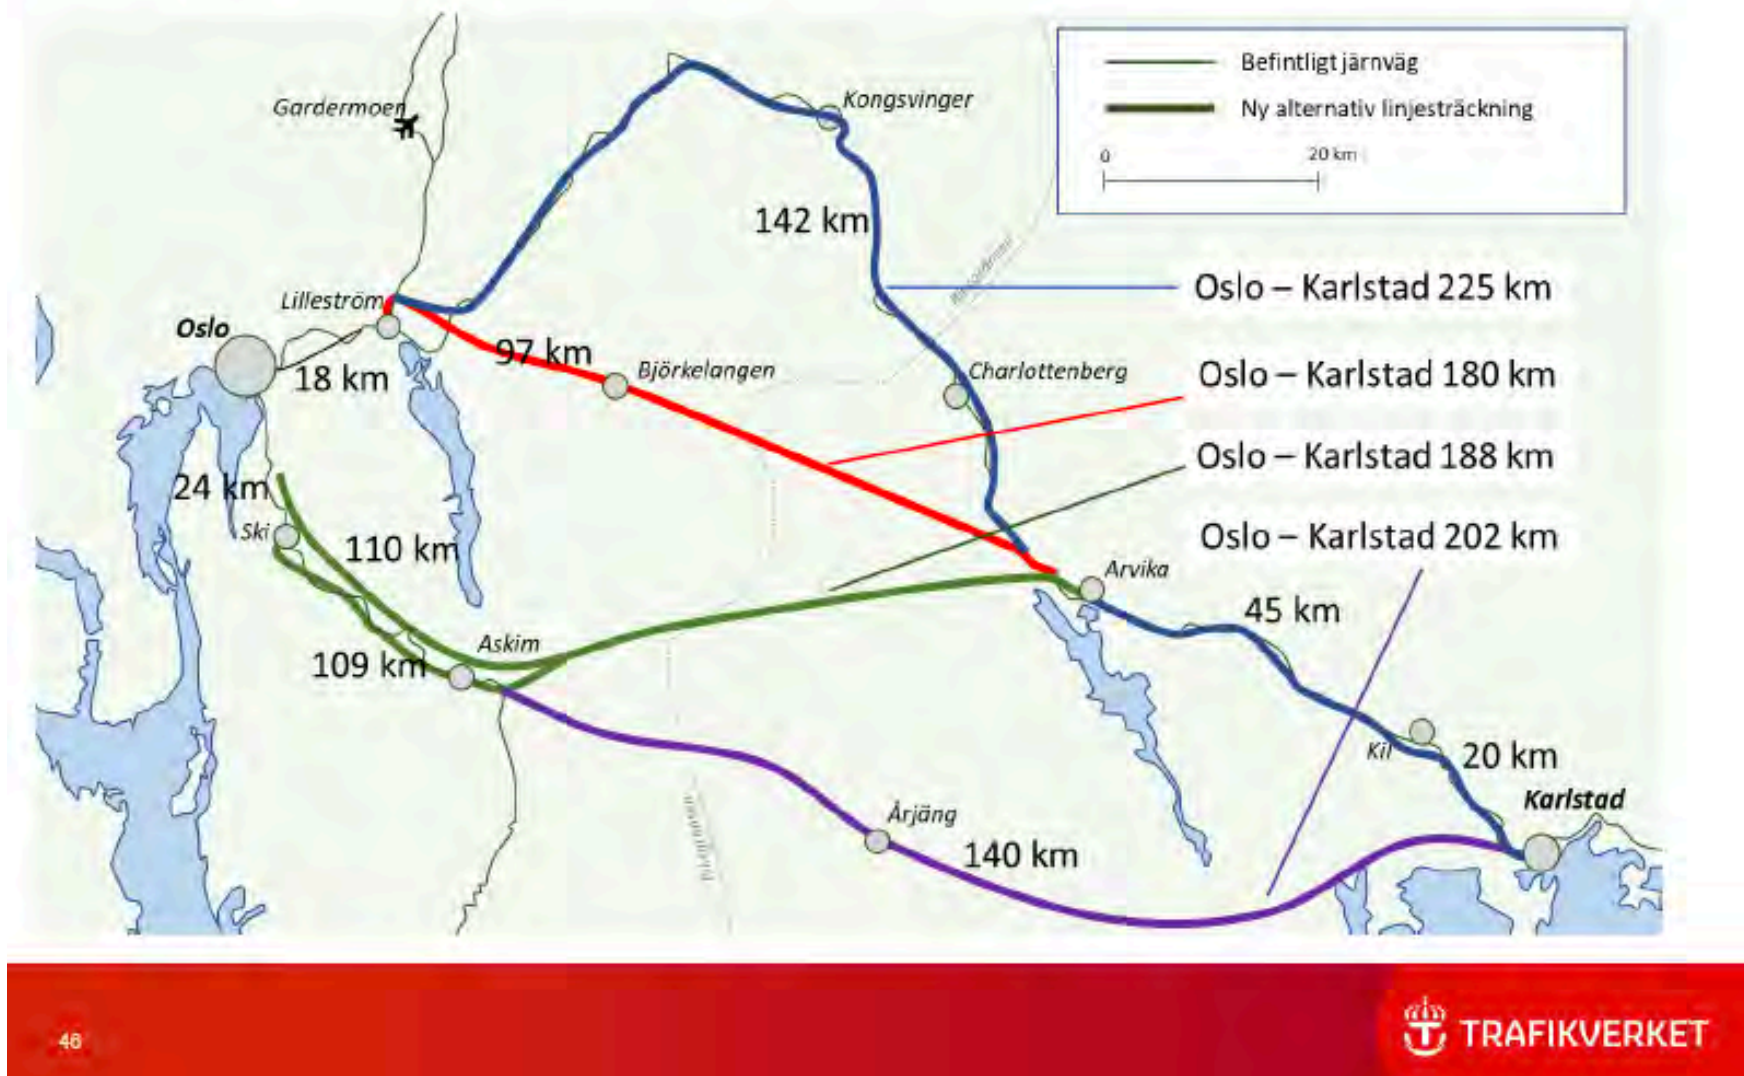 Befintligt järnväg
Ny alternativ linjesträckning
0 20 km
Gardermoen
Kongsvinger
142 km
Riksgränsen
Oslo – Karlstad 225 km
Lilleström
Oslo
97 km
Björkelangen
18 km
Charlottenberg
Oslo – Karlstad 180 km
Oslo – Karlstad 188 km
24 km
Ski
110 km
Oslo – Karlstad 202 km
Arvika
45 km
Askim
109 km
Kil
20 km
Karlstad
Årjäng
140 km
Riksgränsen
46
TRAFIKVERKET